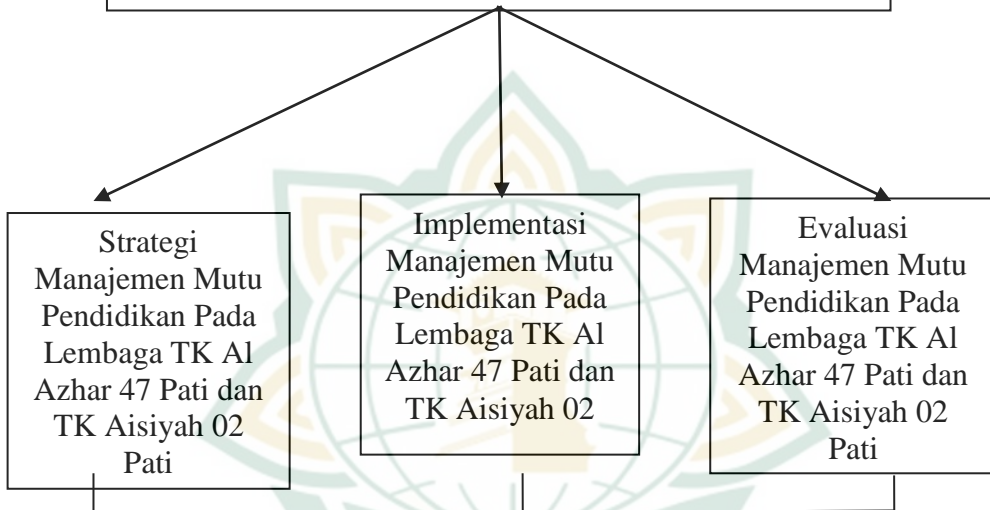 Strategi
Manajemen Mutu
Pendidikan Pada
Lembaga TK Al
Azhar 47 Pati dan
TK Aisiyah 02
Pati
Implementasi
Manajemen Mutu
Pendidikan Pada
Lembaga TK Al
Azhar 47 Pati dan
TK Aisiyah 02
Evaluasi
Manajemen Mutu
Pendidikan Pada
Lembaga TK Al
Azhar 47 Pati dan
TK Aisiyah 02
Pati